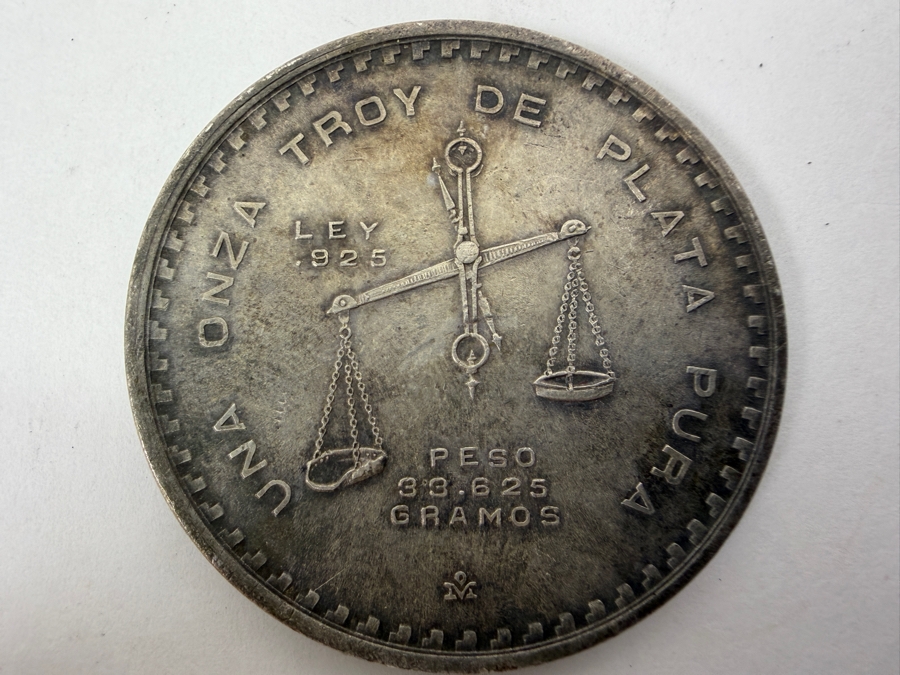 UNA ONZA TROY DE PLATA PURA
LEY
.925
PESO
33.625
GRAMOS
M̊